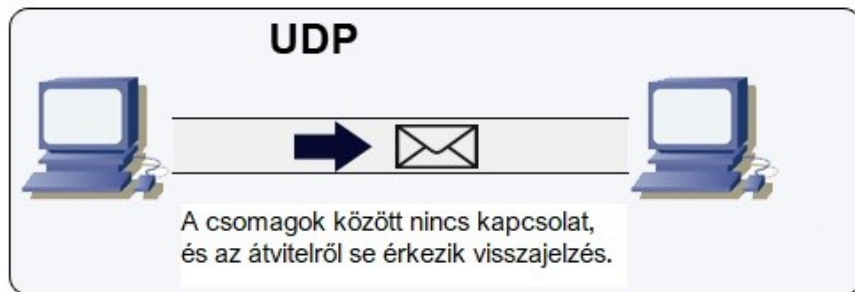 UDP
A csomagok között nincs kapcsolat,
és az átvitelről se érkezik visszajelzés.